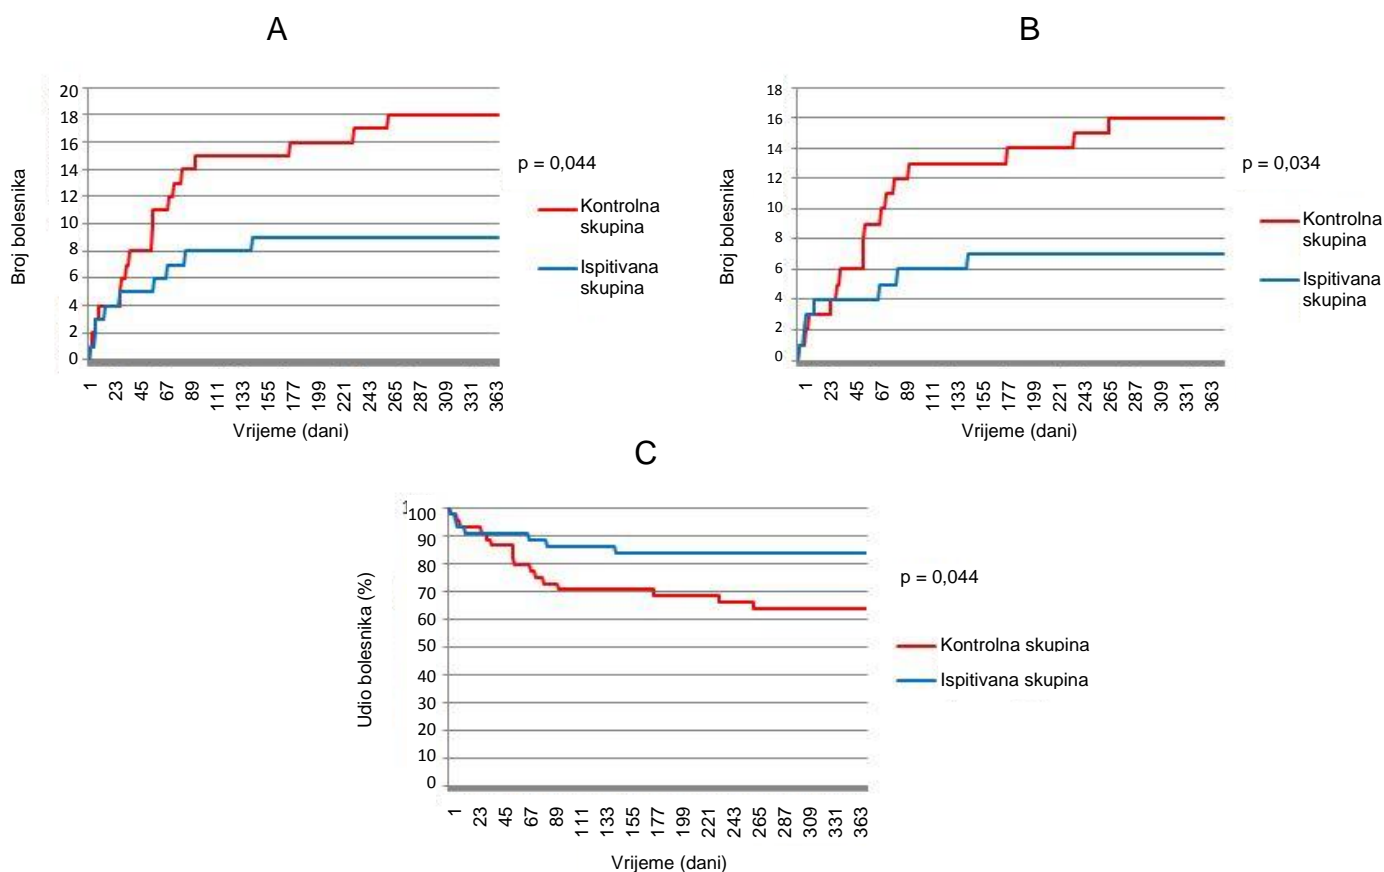 A
B
20
18
16
14
12
10
8
6
4
2
0
Broj bolesnika
1 23 45 67 89 111 133 155 177 199 221 243 265 287 309 331 363
Vrijeme (dani)
p = 0,044
Kontrolna
skupina
Ispitivana
skupina
18
16
14
12
10
8
6
4
2
0
Broj bolesnika
1 23 45 67 89 111 133 155 177 199 221 243 265 287 309 331 363
Vrijeme (dani)
p = 0,034
Kontrolna
skupina
Ispitivana
skupina
C
100
90
80
70
60
50
40
30
20
10
0
Udio bolesnika (%)
1 23 45 67 89 111 133 155 177 199 221 243 265 287 309 331 363
Vrijeme (dani)
p = 0,044
Kontrolna skupina
Ispitivana skupina